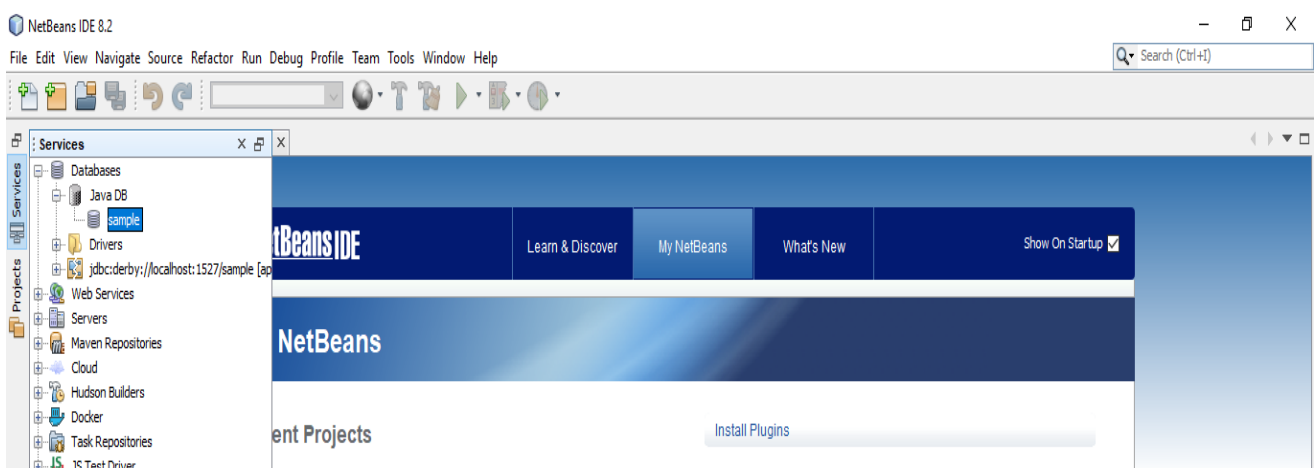 NetBeans IDE 8.2
File Edit View Navigate Source Refactor Run Debug Profile Team Tools Window Help
Search (Ctrl+I)
Services
Databases
Java DB
sample
Drivers
jdbc:derby://localhost:1527/sample [ap
Web Services
Servers
Maven Repositories
Cloud
Hudson Builders
Docker
Task Repositories
JS Test Driver
Services
Projects
tBeans IDE
Learn & Discover
My NetBeans
What's New
Show On Startup
NetBeans
ent Projects
Install Plugins